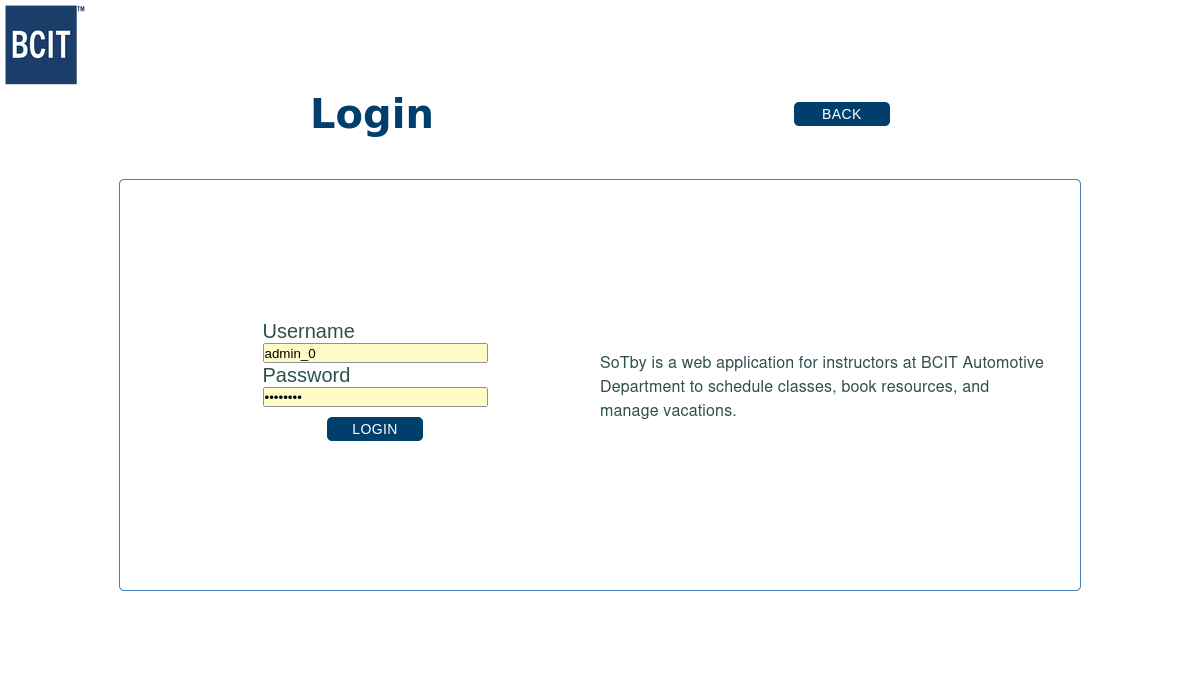 BCIT™
Login
BACK
Username
admin_0
Password
••••••••
LOGIN
SoTby is a web application for instructors at BCIT Automotive
Department to schedule classes, book resources, and
manage vacations.